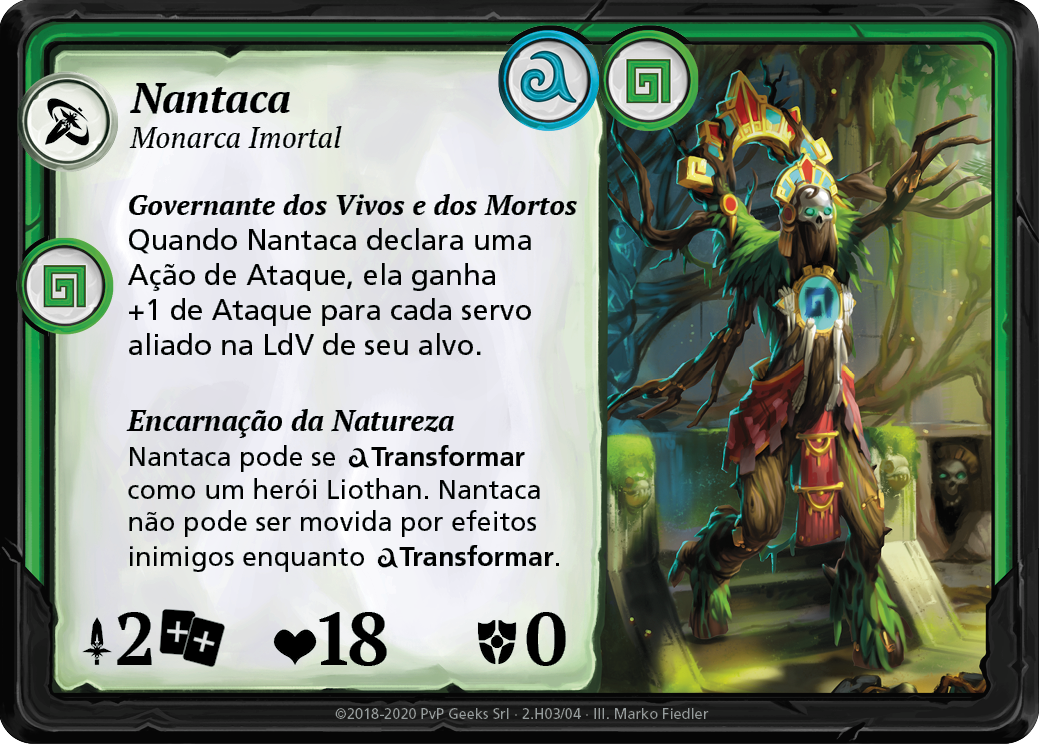 Nantaca
Monarca Imortal
Governante dos Vivos e dos Mortos
Quando Nantaca declara uma
Ação de Ataque, ela ganha
+1 de Ataque para cada servo
aliado na LdV de seu alvo.
Encarnação da Natureza
Nantaca pode se Transformar
como um herói Liothan. Nantaca
não pode ser movida por efeitos
inimigos enquanto Transformar.
2 ++ 18 0
©2018-2020 PvP Geeks Srl · 2.H03/04 · Ill. Marko Fiedler